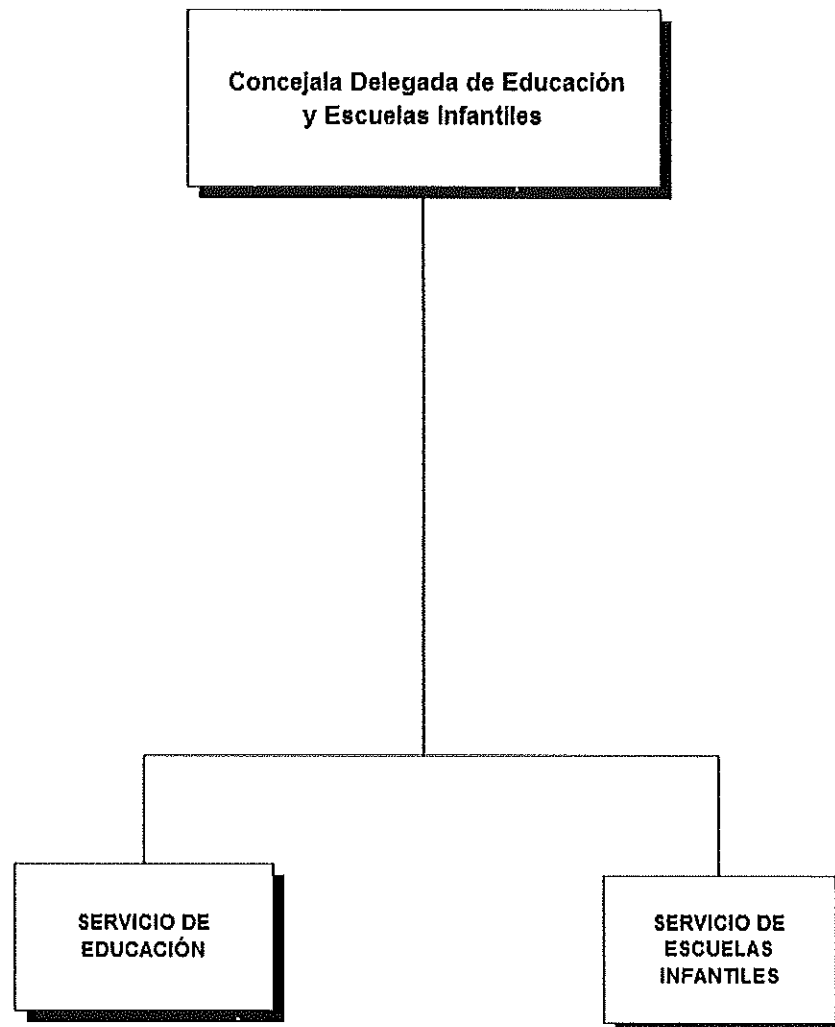 Concejala Delegada de Educación
y Escuelas Infantiles
SERVICIO DE
EDUCACIÓN
SERVICIO DE
ESCUELAS
INFANTILES